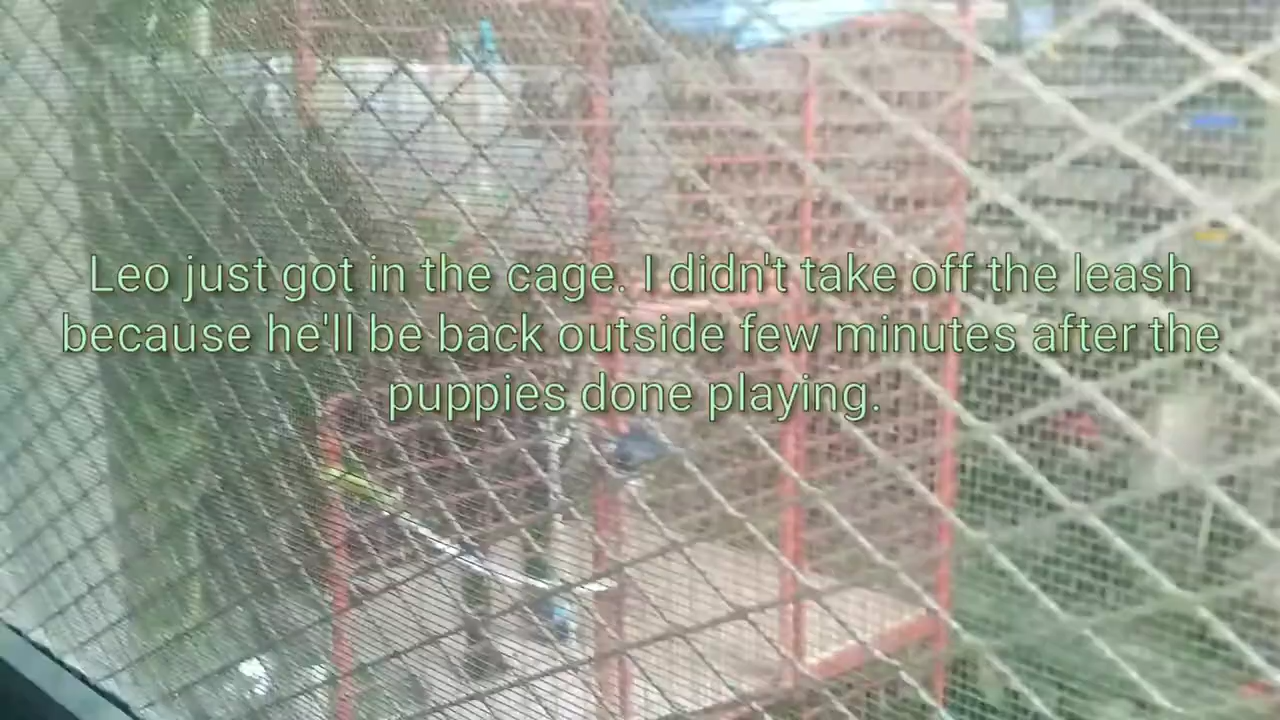 Leo just got in the cage. I didn't take off the leash
because he'll be back outside few minutes after the
puppies done playing.